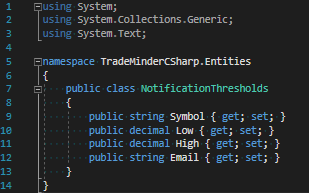 1 using System;
2 using System.Collections.Generic;
3 using System.Text;
4
5 namespace TradeMinderCSharp.Entities
6 {
7 public class NotificationThresholds
8 {
9 public string Symbol { get; set; }
10 public decimal Low { get; set; }
11 public decimal High { get; set; }
12 public string Email { get; set; }
13 }
14 }